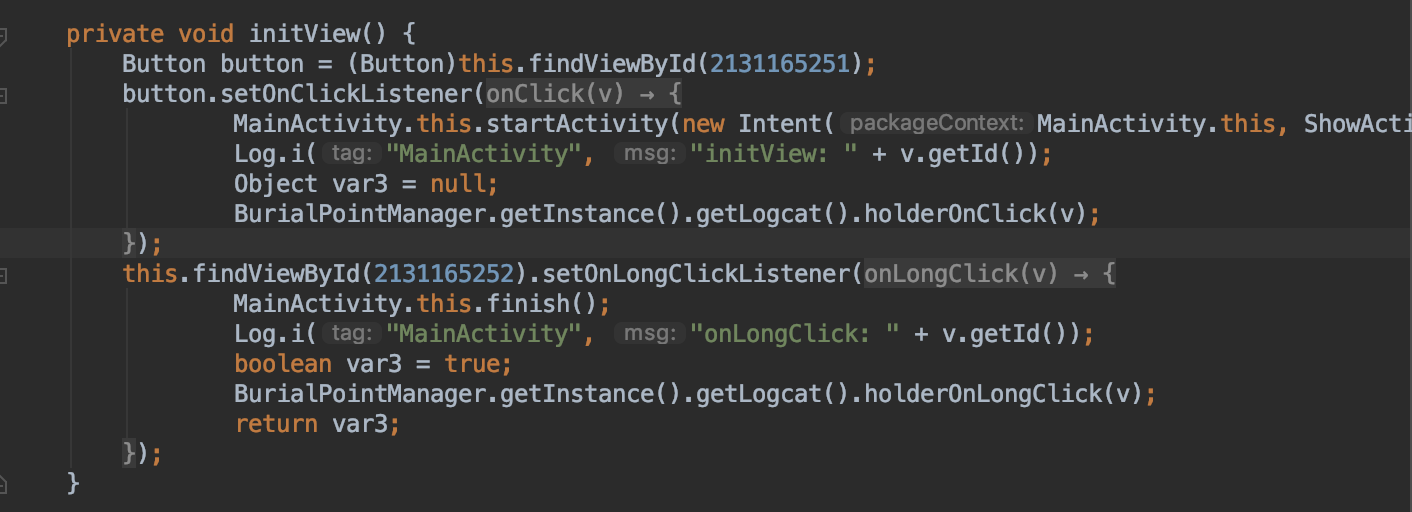 private void initView() {
Button button = (Button)this.findViewById(2131165251);
button.setOnClickListener(onClick(v) → {
MainActivity.this.startActivity(new Intent( packageContext: MainActivity.this, ShowActi
Log.i( tag: "MainActivity", msg: "initView: " + v.getId());
Object var3 = null;
BurialPointManager.getInstance().getLogcat().holderOnClick(v);
});
this.findViewById(2131165252).setOnLongClickListener(onLongClick(v) → {
MainActivity.this.finish();
Log.i( tag: "MainActivity", msg: "onLongClick: " + v.getId());
boolean var3 = true;
BurialPointManager.getInstance().getLogcat().holderOnLongClick(v);
return var3;
});
}